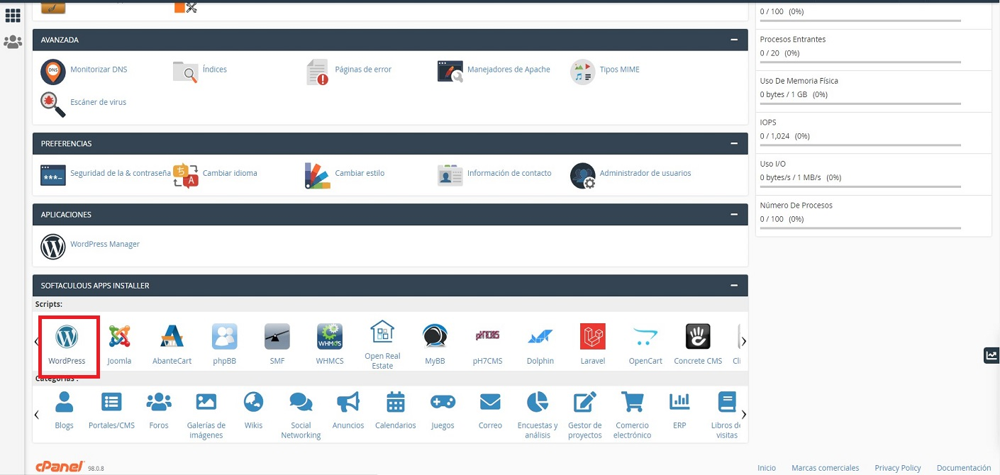 0 / 100 (0%)
AVANZADA
Monitorizar DNS
Índices
Páginas de error
Manejadores de Apache
Tipos MIME
Escáner de virus
PREFERENCIAS
Seguridad de la & contraseña
Cambiar idioma
Cambiar estilo
Información de contacto
Administrador de usuarios
APLICACIONES
WordPress Manager
SOFTACULOUS APPS INSTALLER
Scripts:
WordPress
Joomla
AbanteCart
phpBB
SMF
WHMCS
WHMCS
Open Real
Estate
MyBB
pH7CMS
Dolphin
Laravel
OpenCart
Concrete CMS
Cli
Categorías :
Blogs
Portales/CMS
Foros
Galerías de
imágenes
Wikis
Social
Networking
Anuncios
Calendarios
Juegos
Correo
Encuestas y
análisis
Gestor de
proyectos
Comercio
electrónico
ERP
Libros de
visitas
Procesos Entrantes
0 / 20 (0%)
Uso De Memoria Física
0 bytes / 1 GB (0%)
IOPS
0 / 1,024 (0%)
Uso I/O
0 bytes/s / 1 MB/s (0%)
Número De Procesos
0 / 100 (0%)
cPanel 98.0.8
Inicio Marcas comerciales Privacy Policy Documentación